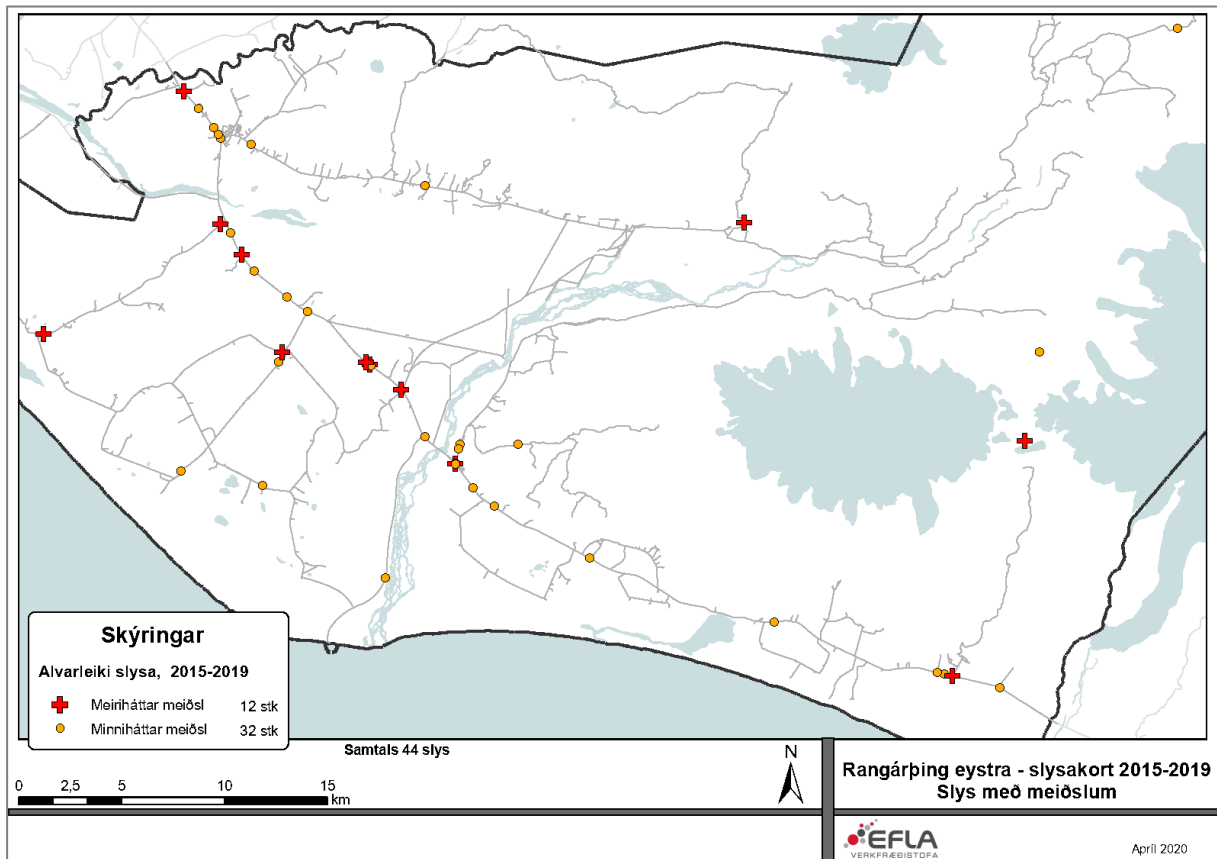 Skýringar
Alvarleiki slysa, 2015-2019
Meiriháttar meiðsl 12 stk
Minniháttar meiðsl 32 stk
Samtals 44 slys
0 2,5 5 10 15
km
N
Rangárþing eystra - slysakort 2015-2019
Slys með meiðslum
EFLA
VERKFRÆÐISTOFA
Apríl 2020